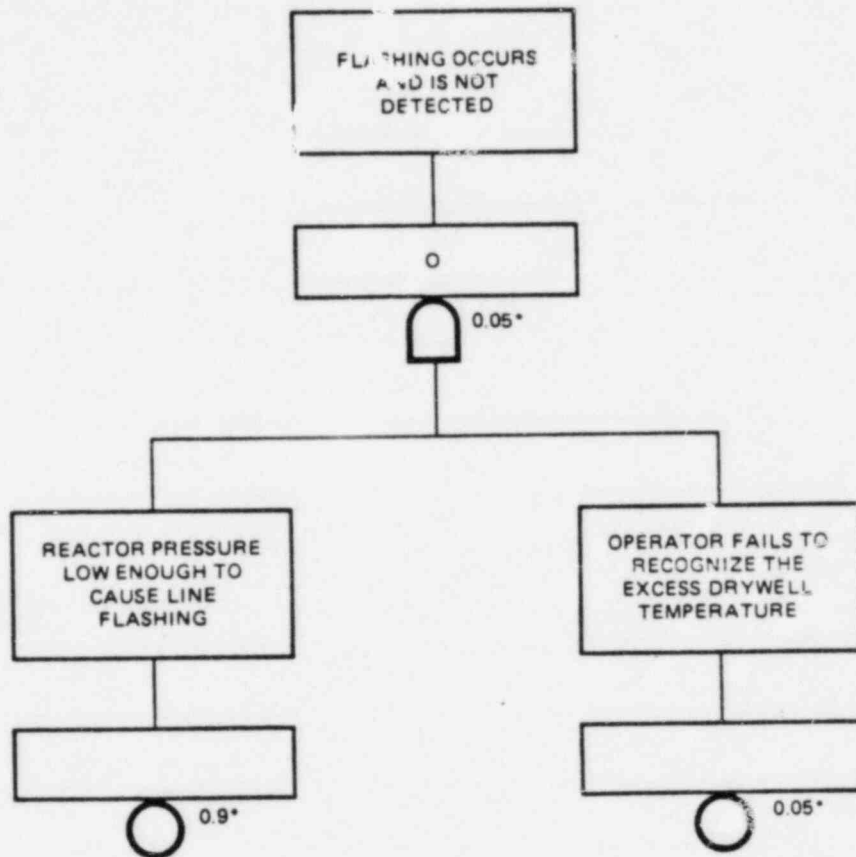 FLASHING OCCURS
AND IS NOT
DETECTED
O
0.05*
REACTOR PRESSURE
LOW ENOUGH TO
CAUSE LINE
FLASHING
OPERATOR FAILS TO
RECOGNIZE THE
EXCESS DRYWELL
TEMPERATURE
0.9*
0.05*